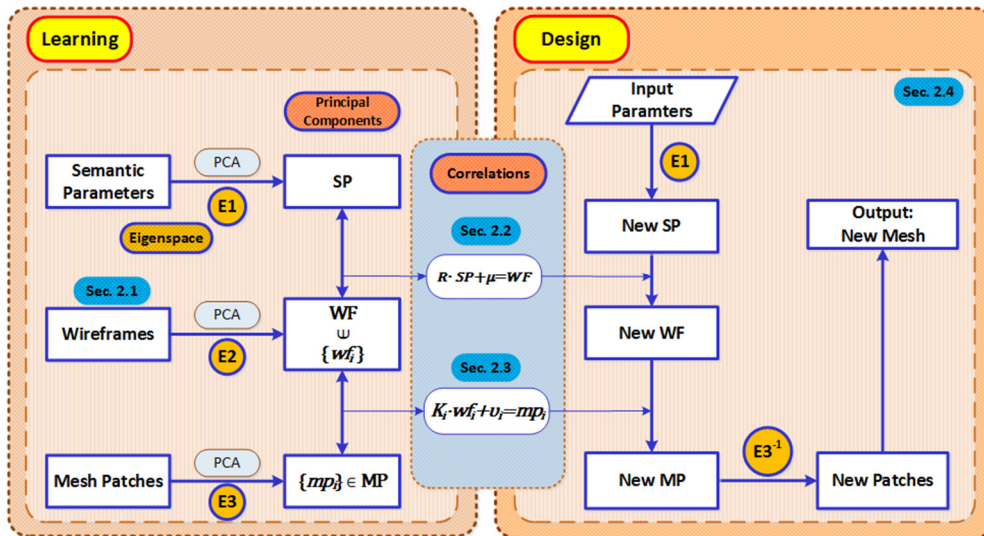 Learning
Principal
Components
Semantic
Parameters
PCA
E1
SP
Eigenspace
Sec. 2.1
Wireframes
PCA
E2
WF
∪
{wfᵢ}
Mesh Patches
PCA
E3
{mpᵢ} ∈ MP
Correlations
Sec. 2.2
R· SP+μ=WF
Sec. 2.3
Kᵢ·wfᵢ+υᵢ=mpᵢ
Design
Sec. 2.4
Input
Paramters
E1
New SP
New WF
New MP
E3⁻¹
New Patches
Output:
New Mesh